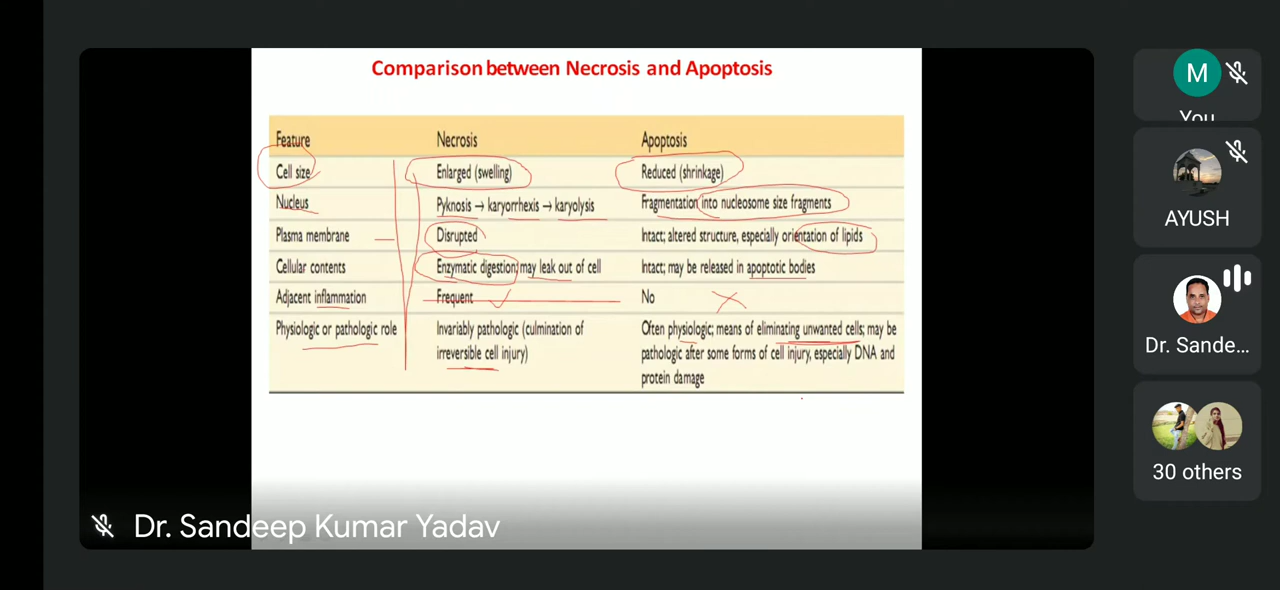 Comparison between Necrosis and Apoptosis
Feature Necrosis Apoptosis
Cell size Enlarged (swelling) Reduced (shrinkage)
Nucleus Pyknosis → karyorrhexis → karyolysis Fragmentation into nucleosome size fragments
Plasma membrane Disrupted Intact; altered structure, especially orientation of lipids
Cellular contents Enzymatic digestion; may leak out of cell Intact; may be released in apoptotic bodies
Adjacent inflammation Frequent No
Physiologic or pathologic role Invariably pathologic (culmination of Often physiologic; means of eliminating unwanted cells; may be
irreversible cell injury) pathologic after some forms of cell injury, especially DNA and
protein damage
Dr. Sandeep Kumar Yadav
M
You
AYUSH
Dr. Sande...
30 others